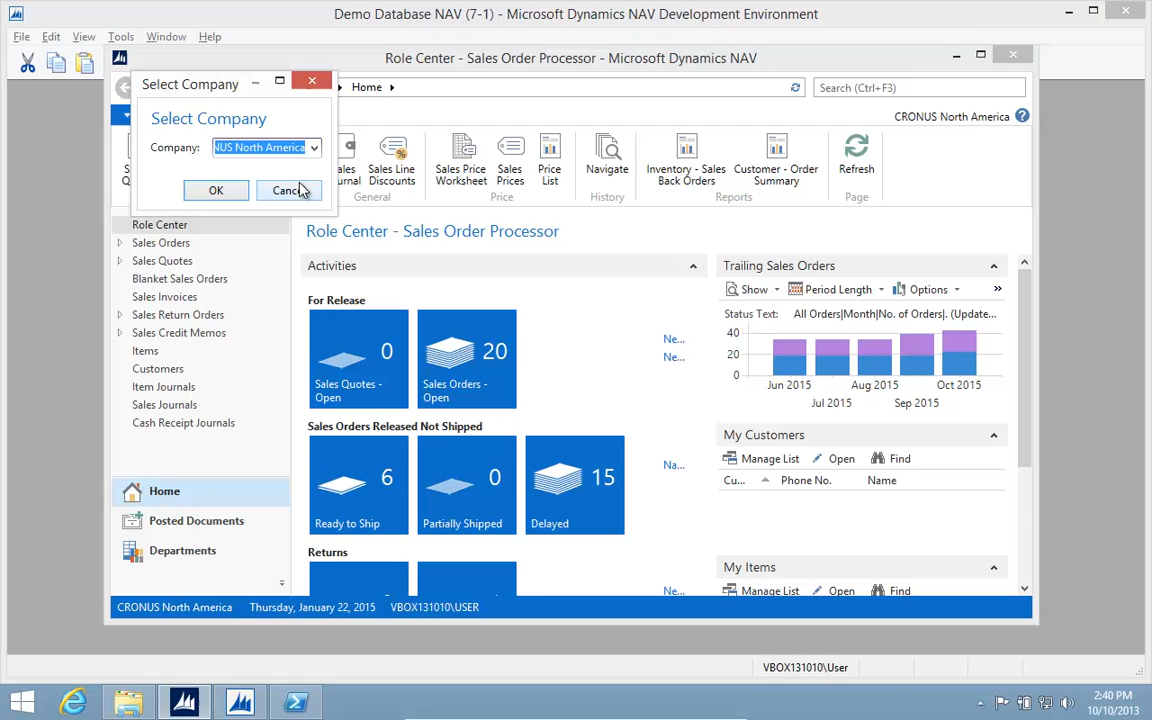 Demo Database NAV (7-1) - Microsoft Dynamics NAV Development Environment
File Edit View Tools Window Help
Role Center - Sales Order Processor - Microsoft Dynamics NAV
Select Company
Home
Search (Ctrl+F3)
Select Company
CRONUS North America
Company: NUS North America
OK Cancel
Sales Line Discounts
Sales Price Worksheet
Sales Prices
Price List
Navigate
Inventory - Sales Back Orders
Customer - Order Summary
Refresh
General Price History Reports Page
Role Center
Sales Orders
Sales Quotes
Blanket Sales Orders
Sales Invoices
Sales Return Orders
Sales Credit Memos
Items
Customers
Item Journals
Sales Journals
Cash Receipt Journals
Home
Posted Documents
Departments
Role Center - Sales Order Processor
Activities
For Release
0
Sales Quotes - Open
20
Sales Orders - Open
Ne...
Ne...
Sales Orders Released Not Shipped
6
Ready to Ship
0
Partially Shipped
15
Delayed
Na...
Returns
Ne...
Trailing Sales Orders
Show Period Length Options »
Status Text: All Orders|Month|No. of Orders|. (Update...
40
20
0
Jun 2015 Aug 2015 Oct 2015
Jul 2015 Sep 2015
My Customers
Manage List Open Find
Cu... Phone No. Name
My Items
Manage List Open Find
CRONUS North America Thursday, January 22, 2015 VBOX131010\USER
VBOX131010\User
2:40 PM
10/10/2013